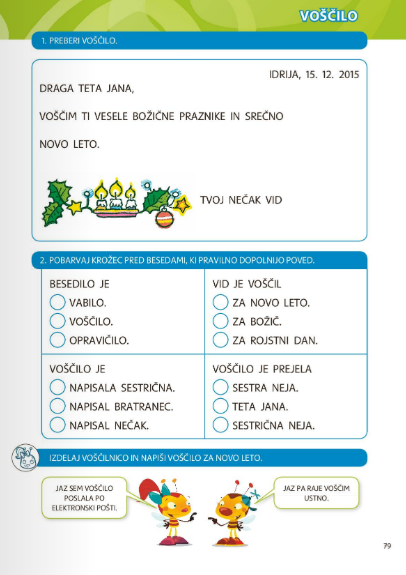 VOŠČILO
1. PREBERI VOŠČILO.
IDRIJA, 15. 12. 2015
DRAGA TETA JANA,
VOŠČIM TI VESELE BOŽIČNE PRAZNIKE IN SREČNO
NOVO LETO.
TVOJ NEČAK VID
2. POBARVAJ KROŽEC PRED BESEDAMI, KI PRAVILNO DOPOLNIJO POVED.
BESEDILO JE
VABILO.
VOŠČILO.
OPRAVIČILO.
VID JE VOŠČIL
ZA NOVO LETO.
ZA BOŽIČ.
ZA ROJSTNI DAN.
VOŠČILO JE
NAPISALA SESTRIČNA.
NAPISAL BRATRANEC.
NAPISAL NEČAK.
VOŠČILO JE PREJELA
SESTRA NEJA.
TETA JANA.
SESTRIČNA NEJA.
IZDELAJ VOŠČILNICO IN NAPIŠI VOŠČILO ZA NOVO LETO.
JAZ SEM VOŠČILO
POSLALA PO
ELEKTRONSKI POŠTI.
JAZ PA RAJE VOŠČIM
USTNO.
79